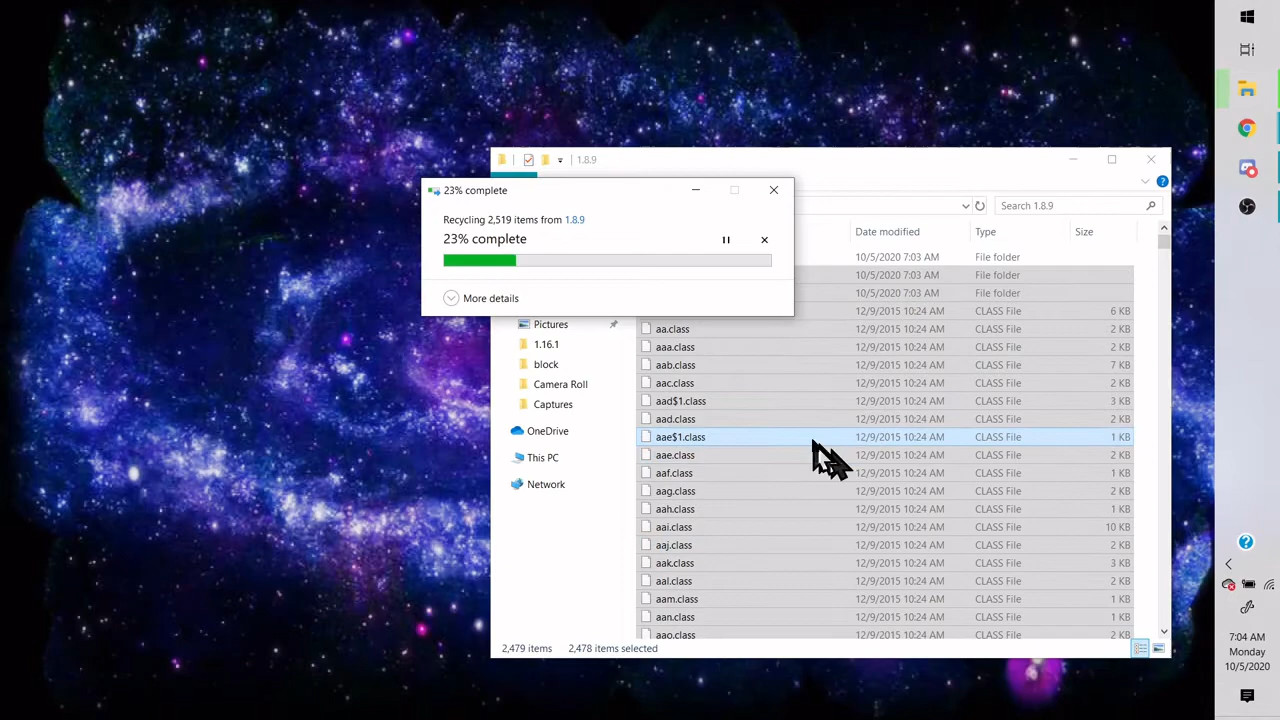 1.8.9
23% complete
Recycling 2,519 items from 1.8.9
23% complete
More details
Search 1.8.9
Date modified Type Size
10/5/2020 7:03 AM File folder
10/5/2020 7:03 AM File folder
10/5/2020 7:03 AM File folder
12/9/2015 10:24 AM CLASS File 6 KB
aa.class 12/9/2015 10:24 AM CLASS File 2 KB
aaa.class 12/9/2015 10:24 AM CLASS File 2 KB
aab.class 12/9/2015 10:24 AM CLASS File 7 KB
aac.class 12/9/2015 10:24 AM CLASS File 2 KB
aad$1.class 12/9/2015 10:24 AM CLASS File 3 KB
aad.class 12/9/2015 10:24 AM CLASS File 2 KB
aae$1.class 12/9/2015 10:24 AM CLASS File 1 KB
aae.class 12/9/2015 10:24 AM CLASS File 2 KB
aaf.class 12/9/2015 10:24 AM CLASS File 1 KB
aag.class 12/9/2015 10:24 AM CLASS File 2 KB
aah.class 12/9/2015 10:24 AM CLASS File 1 KB
aai.class 12/9/2015 10:24 AM CLASS File 10 KB
aaj.class 12/9/2015 10:24 AM CLASS File 2 KB
aak.class 12/9/2015 10:24 AM CLASS File 3 KB
aal.class 12/9/2015 10:24 AM CLASS File 2 KB
aam.class 12/9/2015 10:24 AM CLASS File 1 KB
aan.class 12/9/2015 10:24 AM CLASS File 1 KB
aao.class 12/9/2015 10:24 AM CLASS File 2 KB
Pictures
1.16.1
block
Camera Roll
Captures
OneDrive
This PC
Network
2,479 items 2,478 items selected
7:04 AM
Monday
10/5/2020